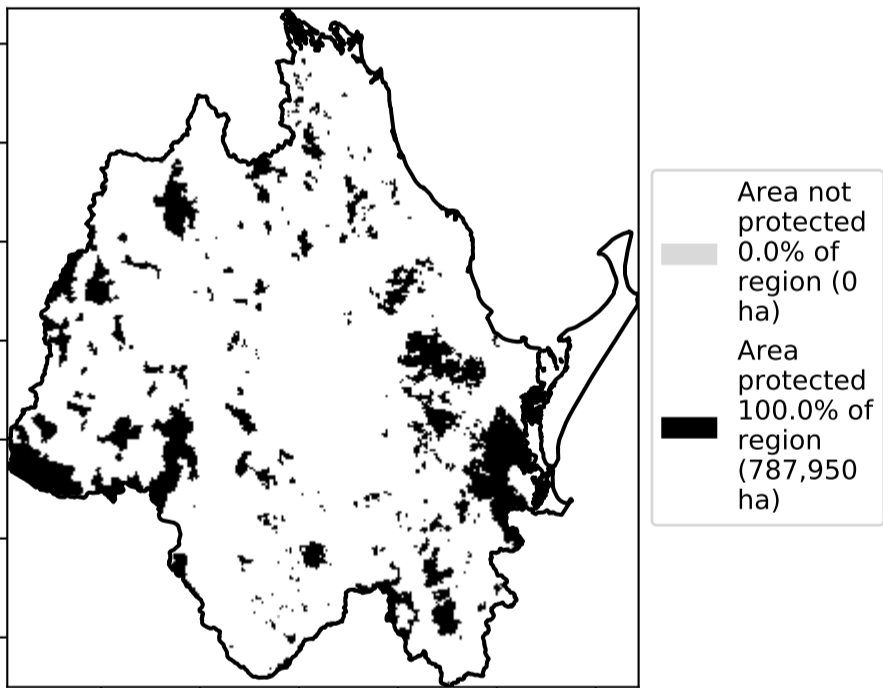 Area not
protected
0.0% of
region (0
ha)
Area
protected
100.0% of
region
(787,950
ha)